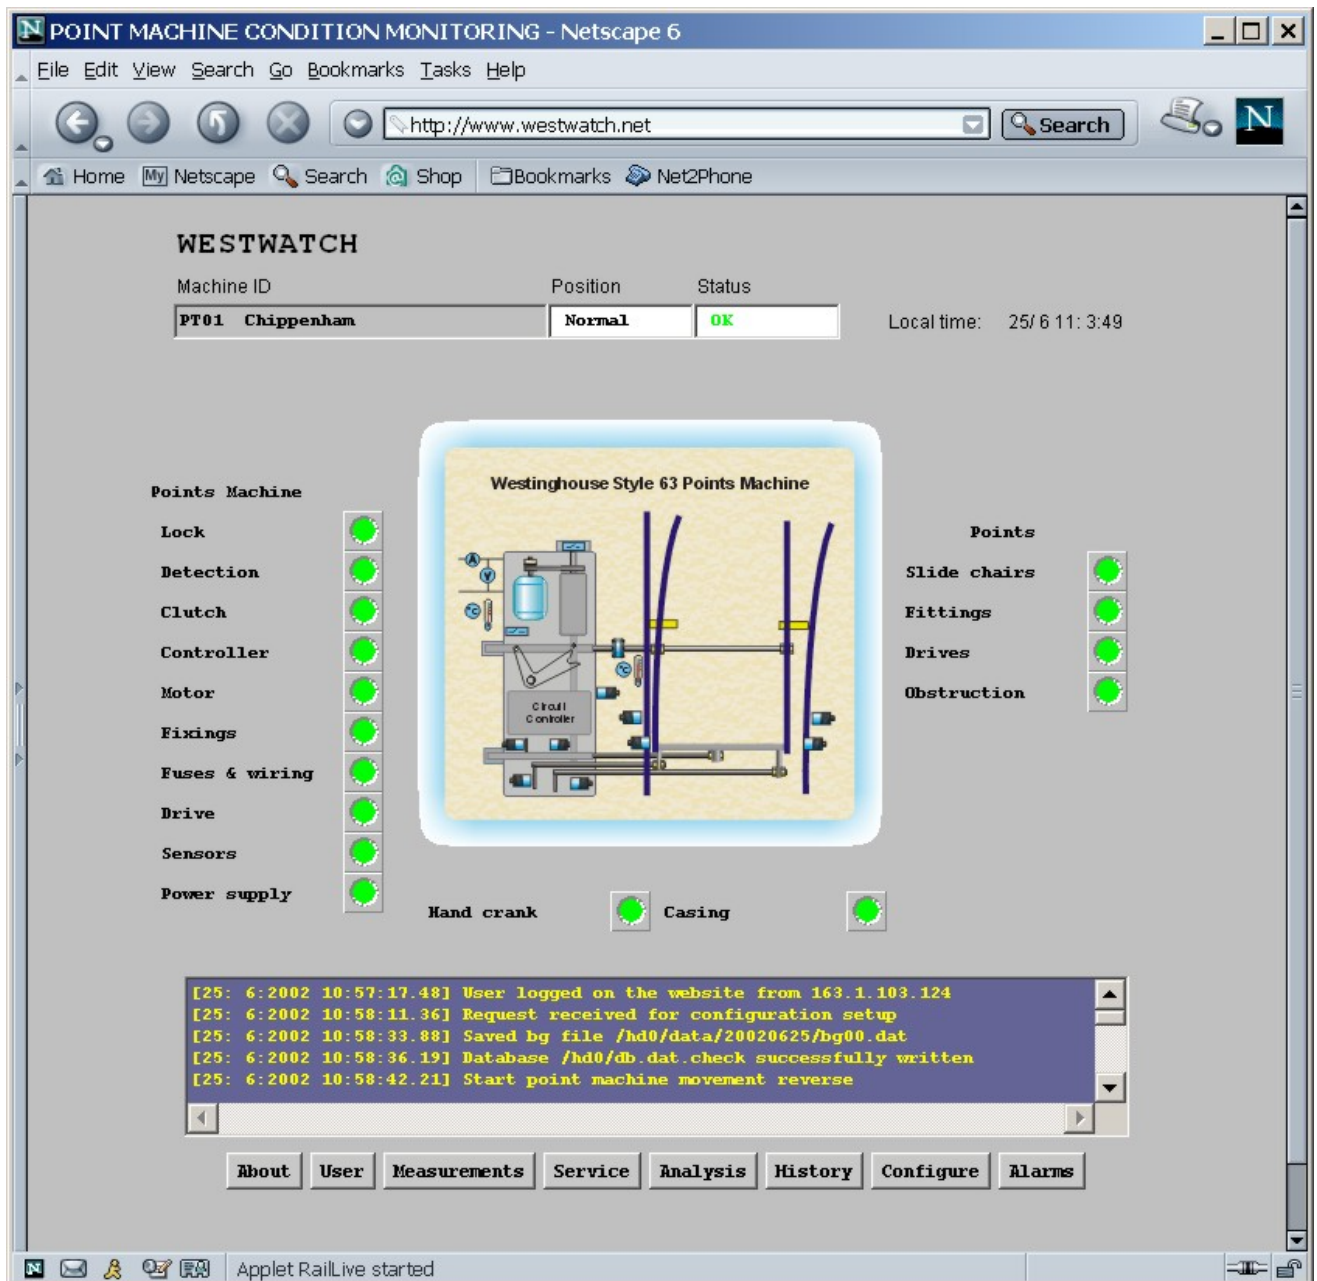 POINT MACHINE CONDITION MONITORING - Netscape 6
File Edit View Search Go Bookmarks Tasks Help
http://www.westwatch.net Search N
Home My Netscape Search Shop Bookmarks Net2Phone
WESTWATCH
Machine ID Position Status
PT01 Chippenham Normal OK Local time: 25/ 6 11: 3:49
Westinghouse Style 63 Points Machine
Points Machine
Lock
Detection
Clutch
Controller
Motor
Fixings
Fuses & wiring
Drive
Sensors
Power supply
A
V
°C
°C
Circuit
Controller
Points
Slide chairs
Fittings
Drives
Obstruction
Hand crank Casing
[25: 6:2002 10:57:17.48] User logged on the website from 163.1.103.124
[25: 6:2002 10:58:11.36] Request received for configuration setup
[25: 6:2002 10:58:33.88] Saved bg file /hd0/data/20020625/bg00.dat
[25: 6:2002 10:58:36.19] Database /hd0/db.dat.check successfully written
[25: 6:2002 10:58:42.21] Start point machine movement reverse
About User Measurements Service Analysis History Configure Alarms
Applet RailLive started